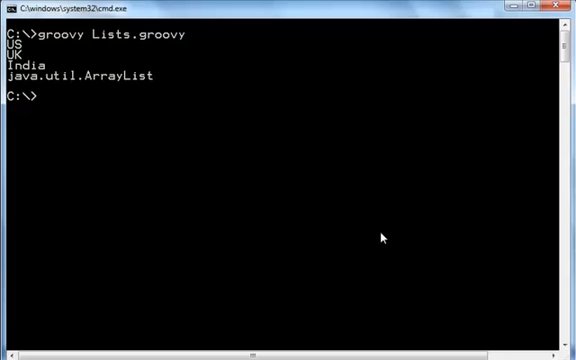 C:\windows\system32\cmd.exe
C:\>groovy Lists.groovy
US
UK
India
java.util.ArrayList
C:\>